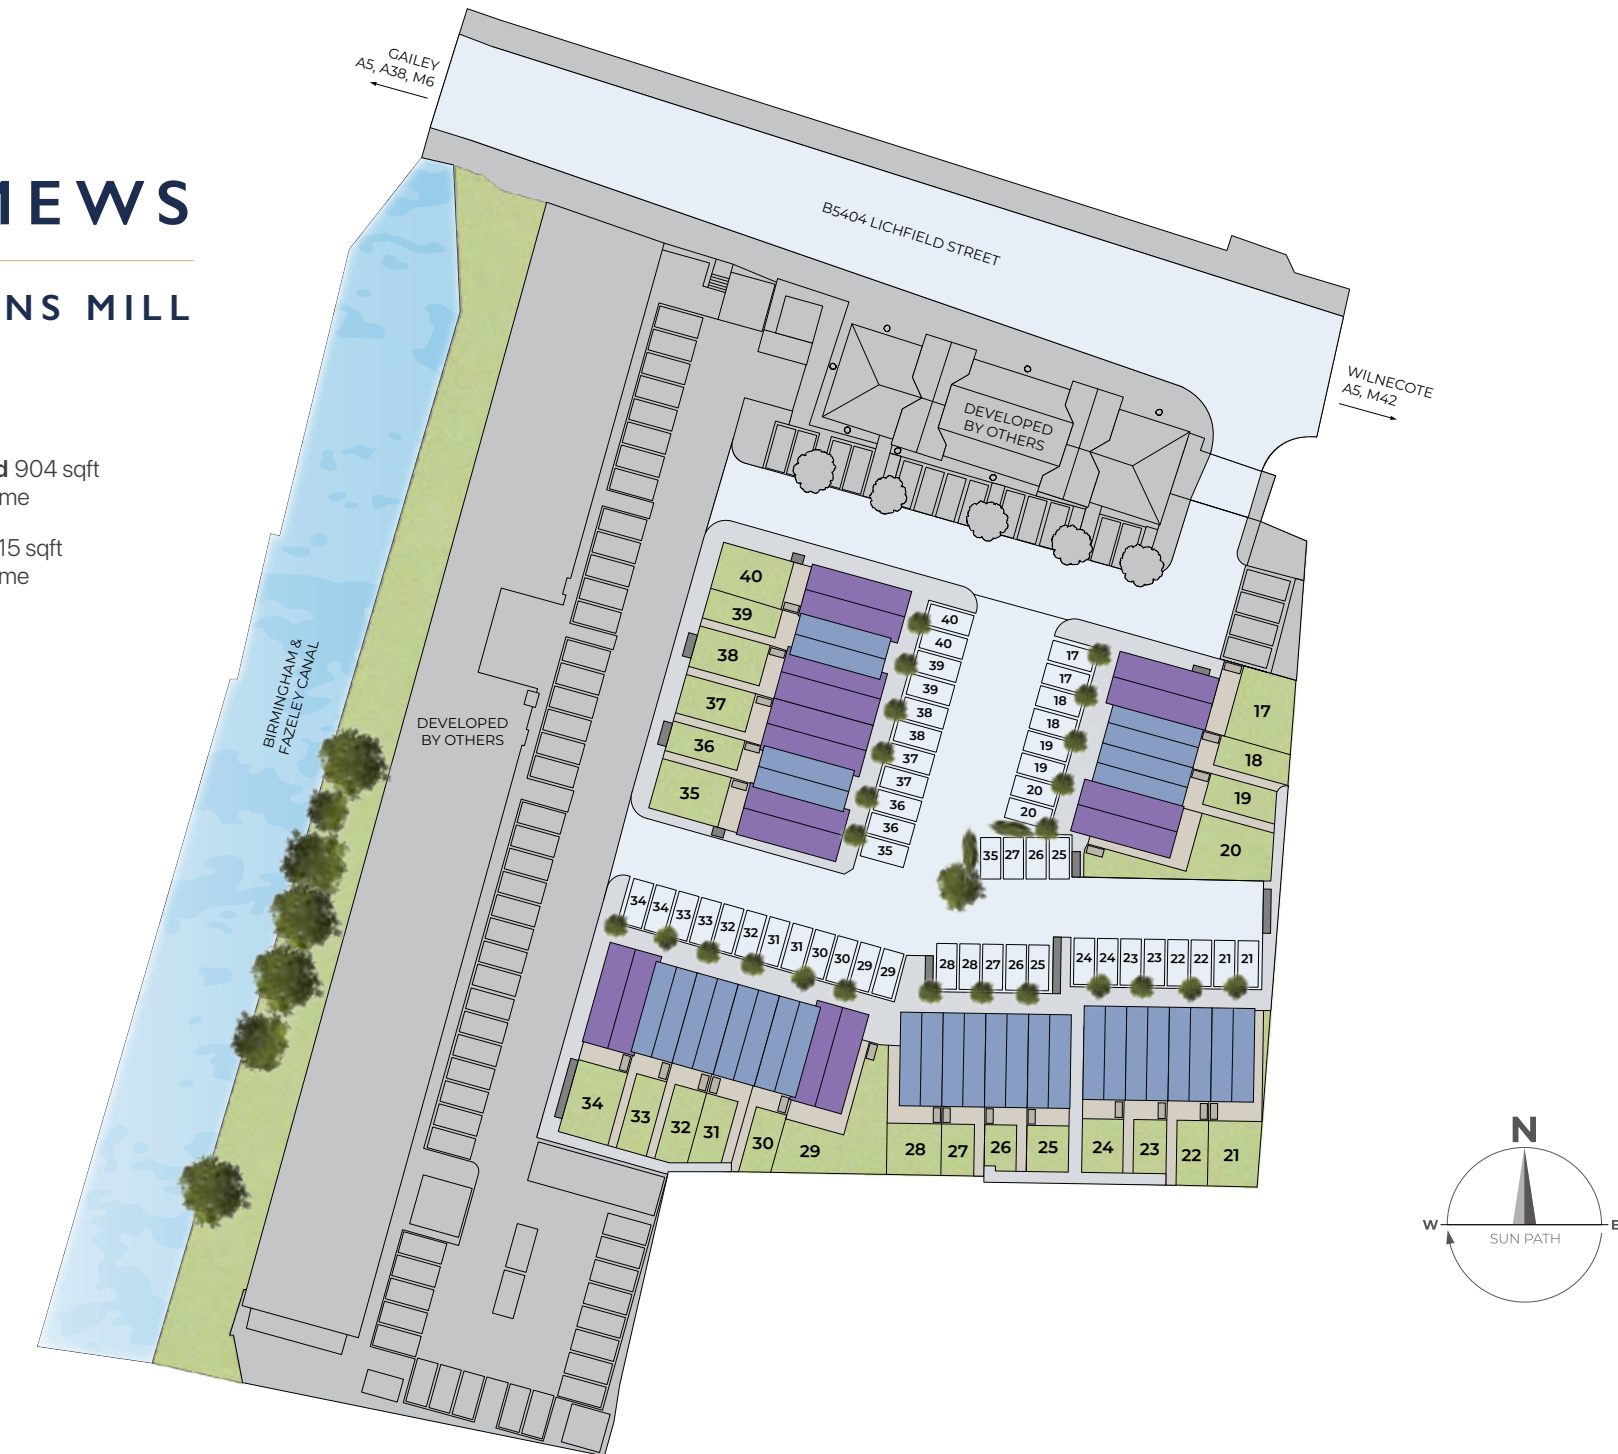 MEWS
NS MILL
d 904 sqft
me
15 sqft
me
GAILEY
A5, A38, M6
B5404 LICHFIELD STREET
WILNECOTE
A5, M42
DEVELOPED
BY OTHERS
BIRMINGHAM &
FAZELEY CANAL
DEVELOPED
BY OTHERS
40
39
38
37
36
35
40
40
39
39
38
38
37
37
36
36
35
17
17
18
18
19
19
20
20
17
18
19
20
35 27 26 25
34 34 33 33 32 32 31 31 30 30 29 29
28 28 27 26 25
24 24 23 23 22 22 21 21
34 33 32 31 30 29
28 27 26 25
24 23 22 21
N
W E
SUN PATH